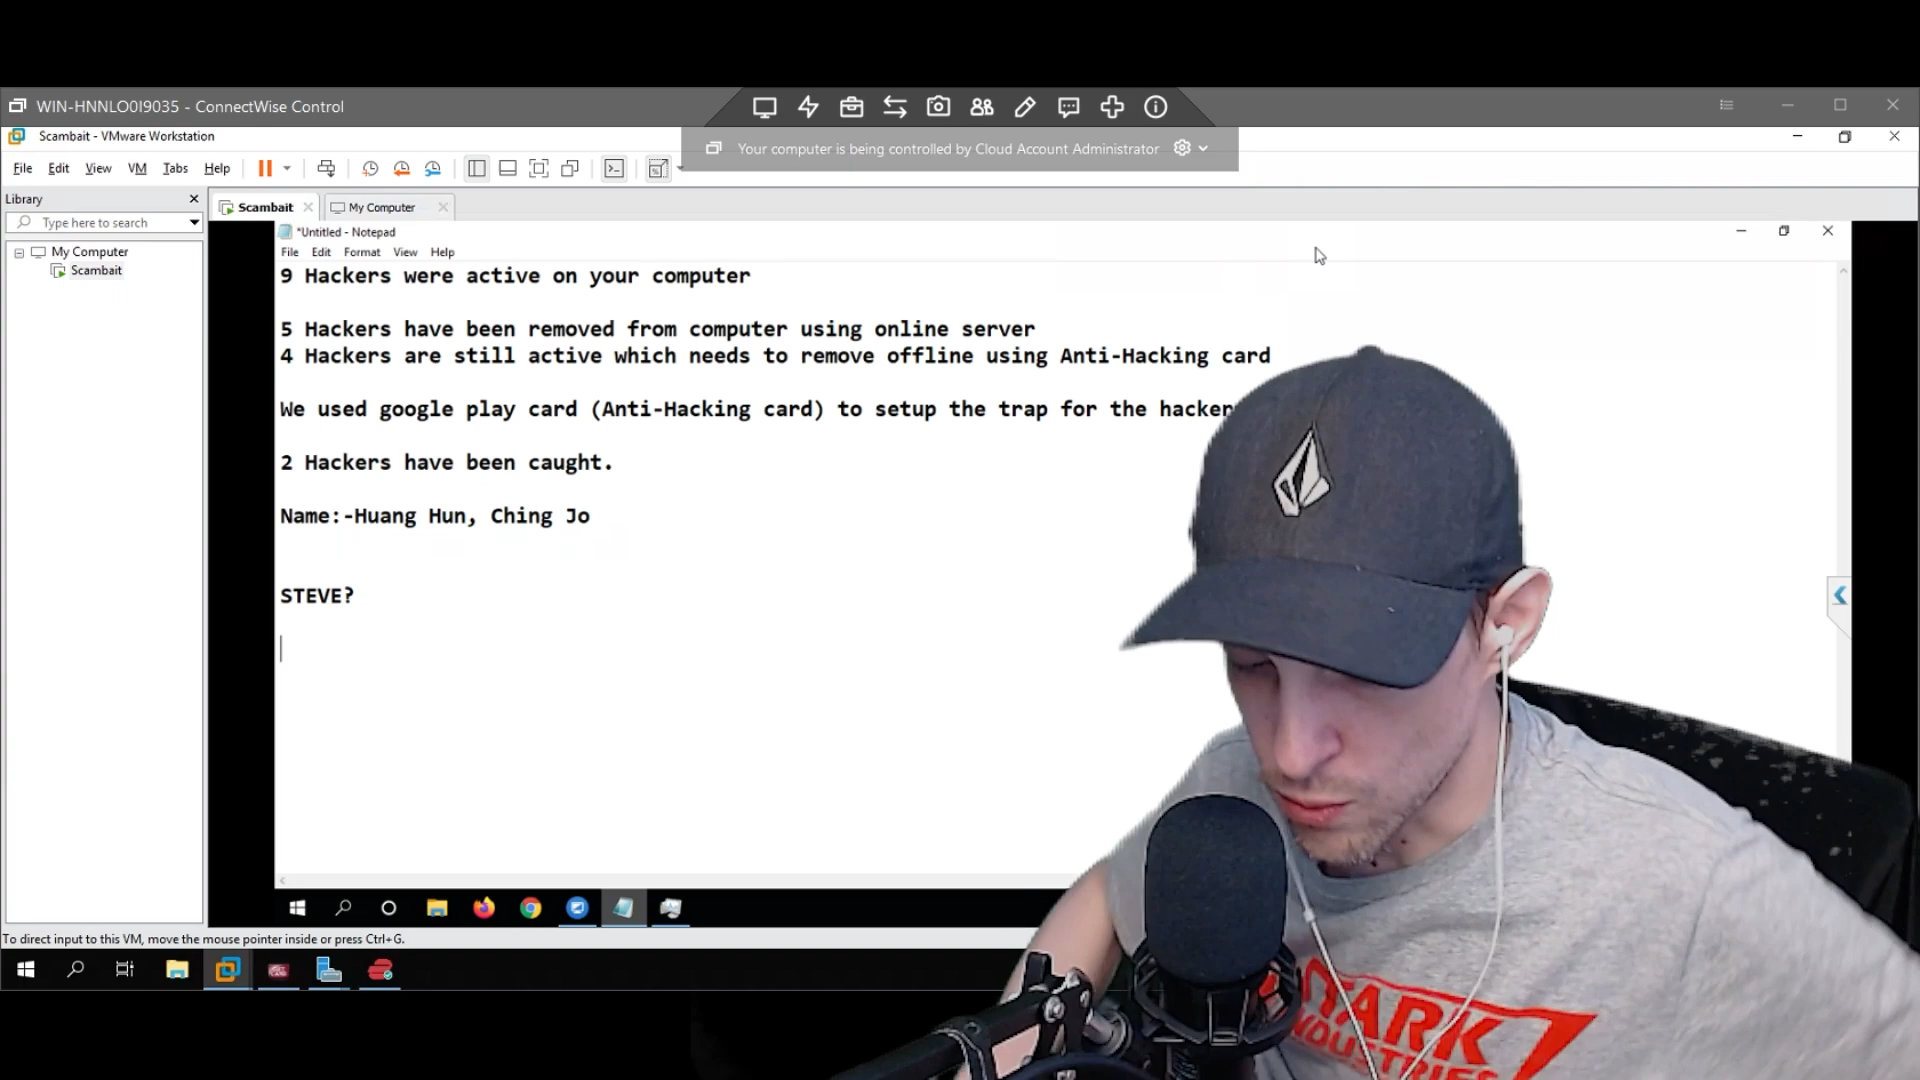 WIN-HNNLO0I9035 - ConnectWise Control
Scambait - VMware Workstation
Your computer is being controlled by Cloud Account Administrator
File Edit View VM Tabs Help
Library
Scambait
My Computer
Type here to search
*Untitled - Notepad
My Computer
Scambait
File Edit Format View Help
9 Hackers were active on your computer
5 Hackers have been removed from computer using online server
4 Hackers are still active which needs to remove offline using Anti-Hacking card
We used google play card (Anti-Hacking card) to setup the trap for the hacker
2 Hackers have been caught.
Name:-Huang Hun, Ching Jo
STEVE?
To direct input to this VM, move the mouse pointer inside or press Ctrl+G.
TARK